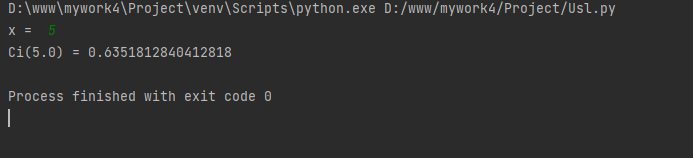 D:\www\mywork4\Project\venv\Scripts\python.exe D:/www/mywork4/Project/Usl.py
x =  5
Ci(5.0) = 0.6351812840412818
Process finished with exit code 0